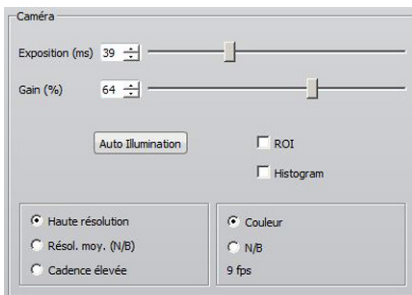 Caméra
Exposition (ms) 39
Gain (%) 64
Auto Illumination
ROI
Histogram
Haute résolution
Résol. moy. (N/B)
Cadence élevée
Couleur
N/B
9 fps